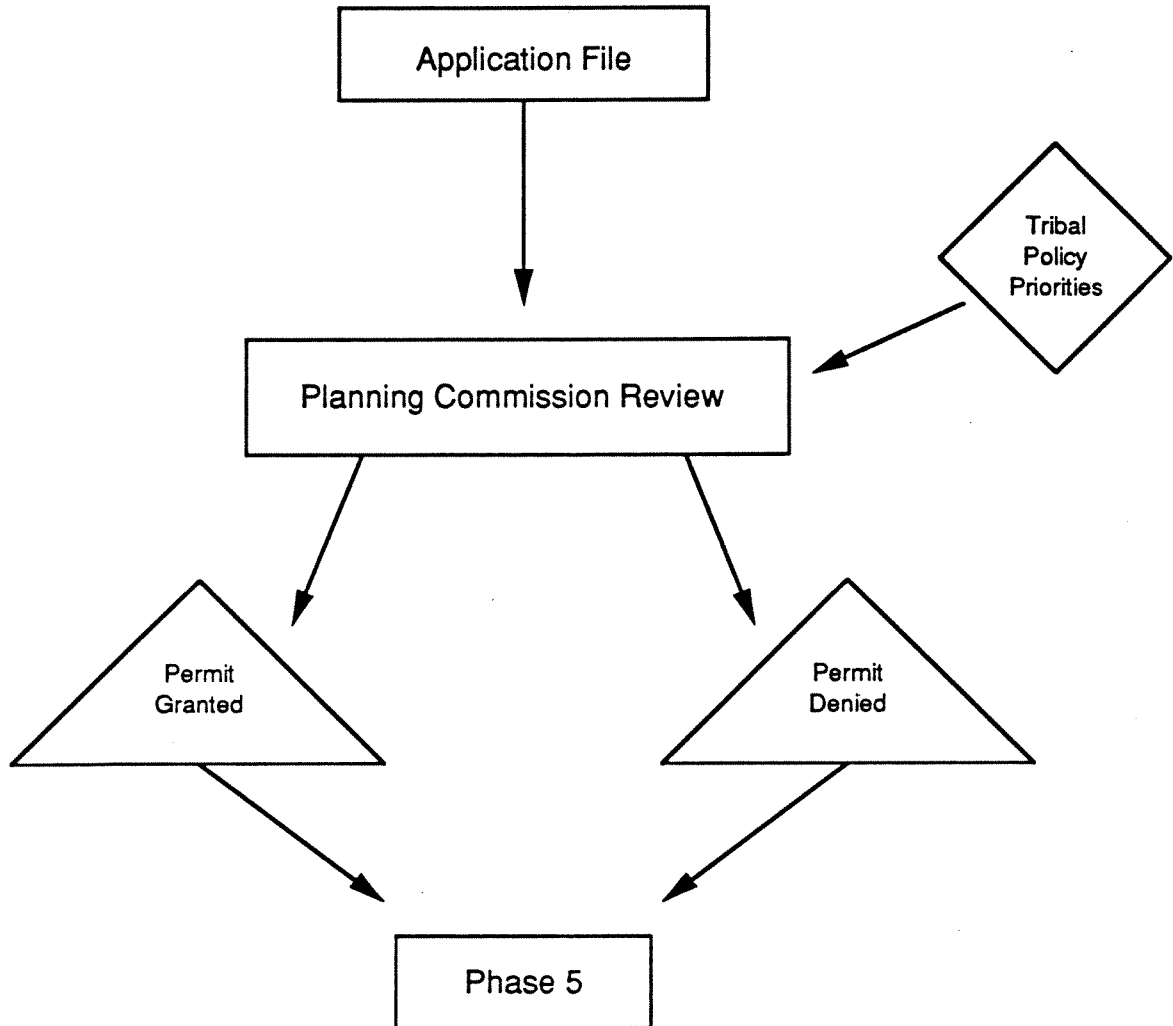 Application File
Tribal
Policy
Priorities
Planning Commission Review
Permit
Granted
Permit
Denied
Phase 5